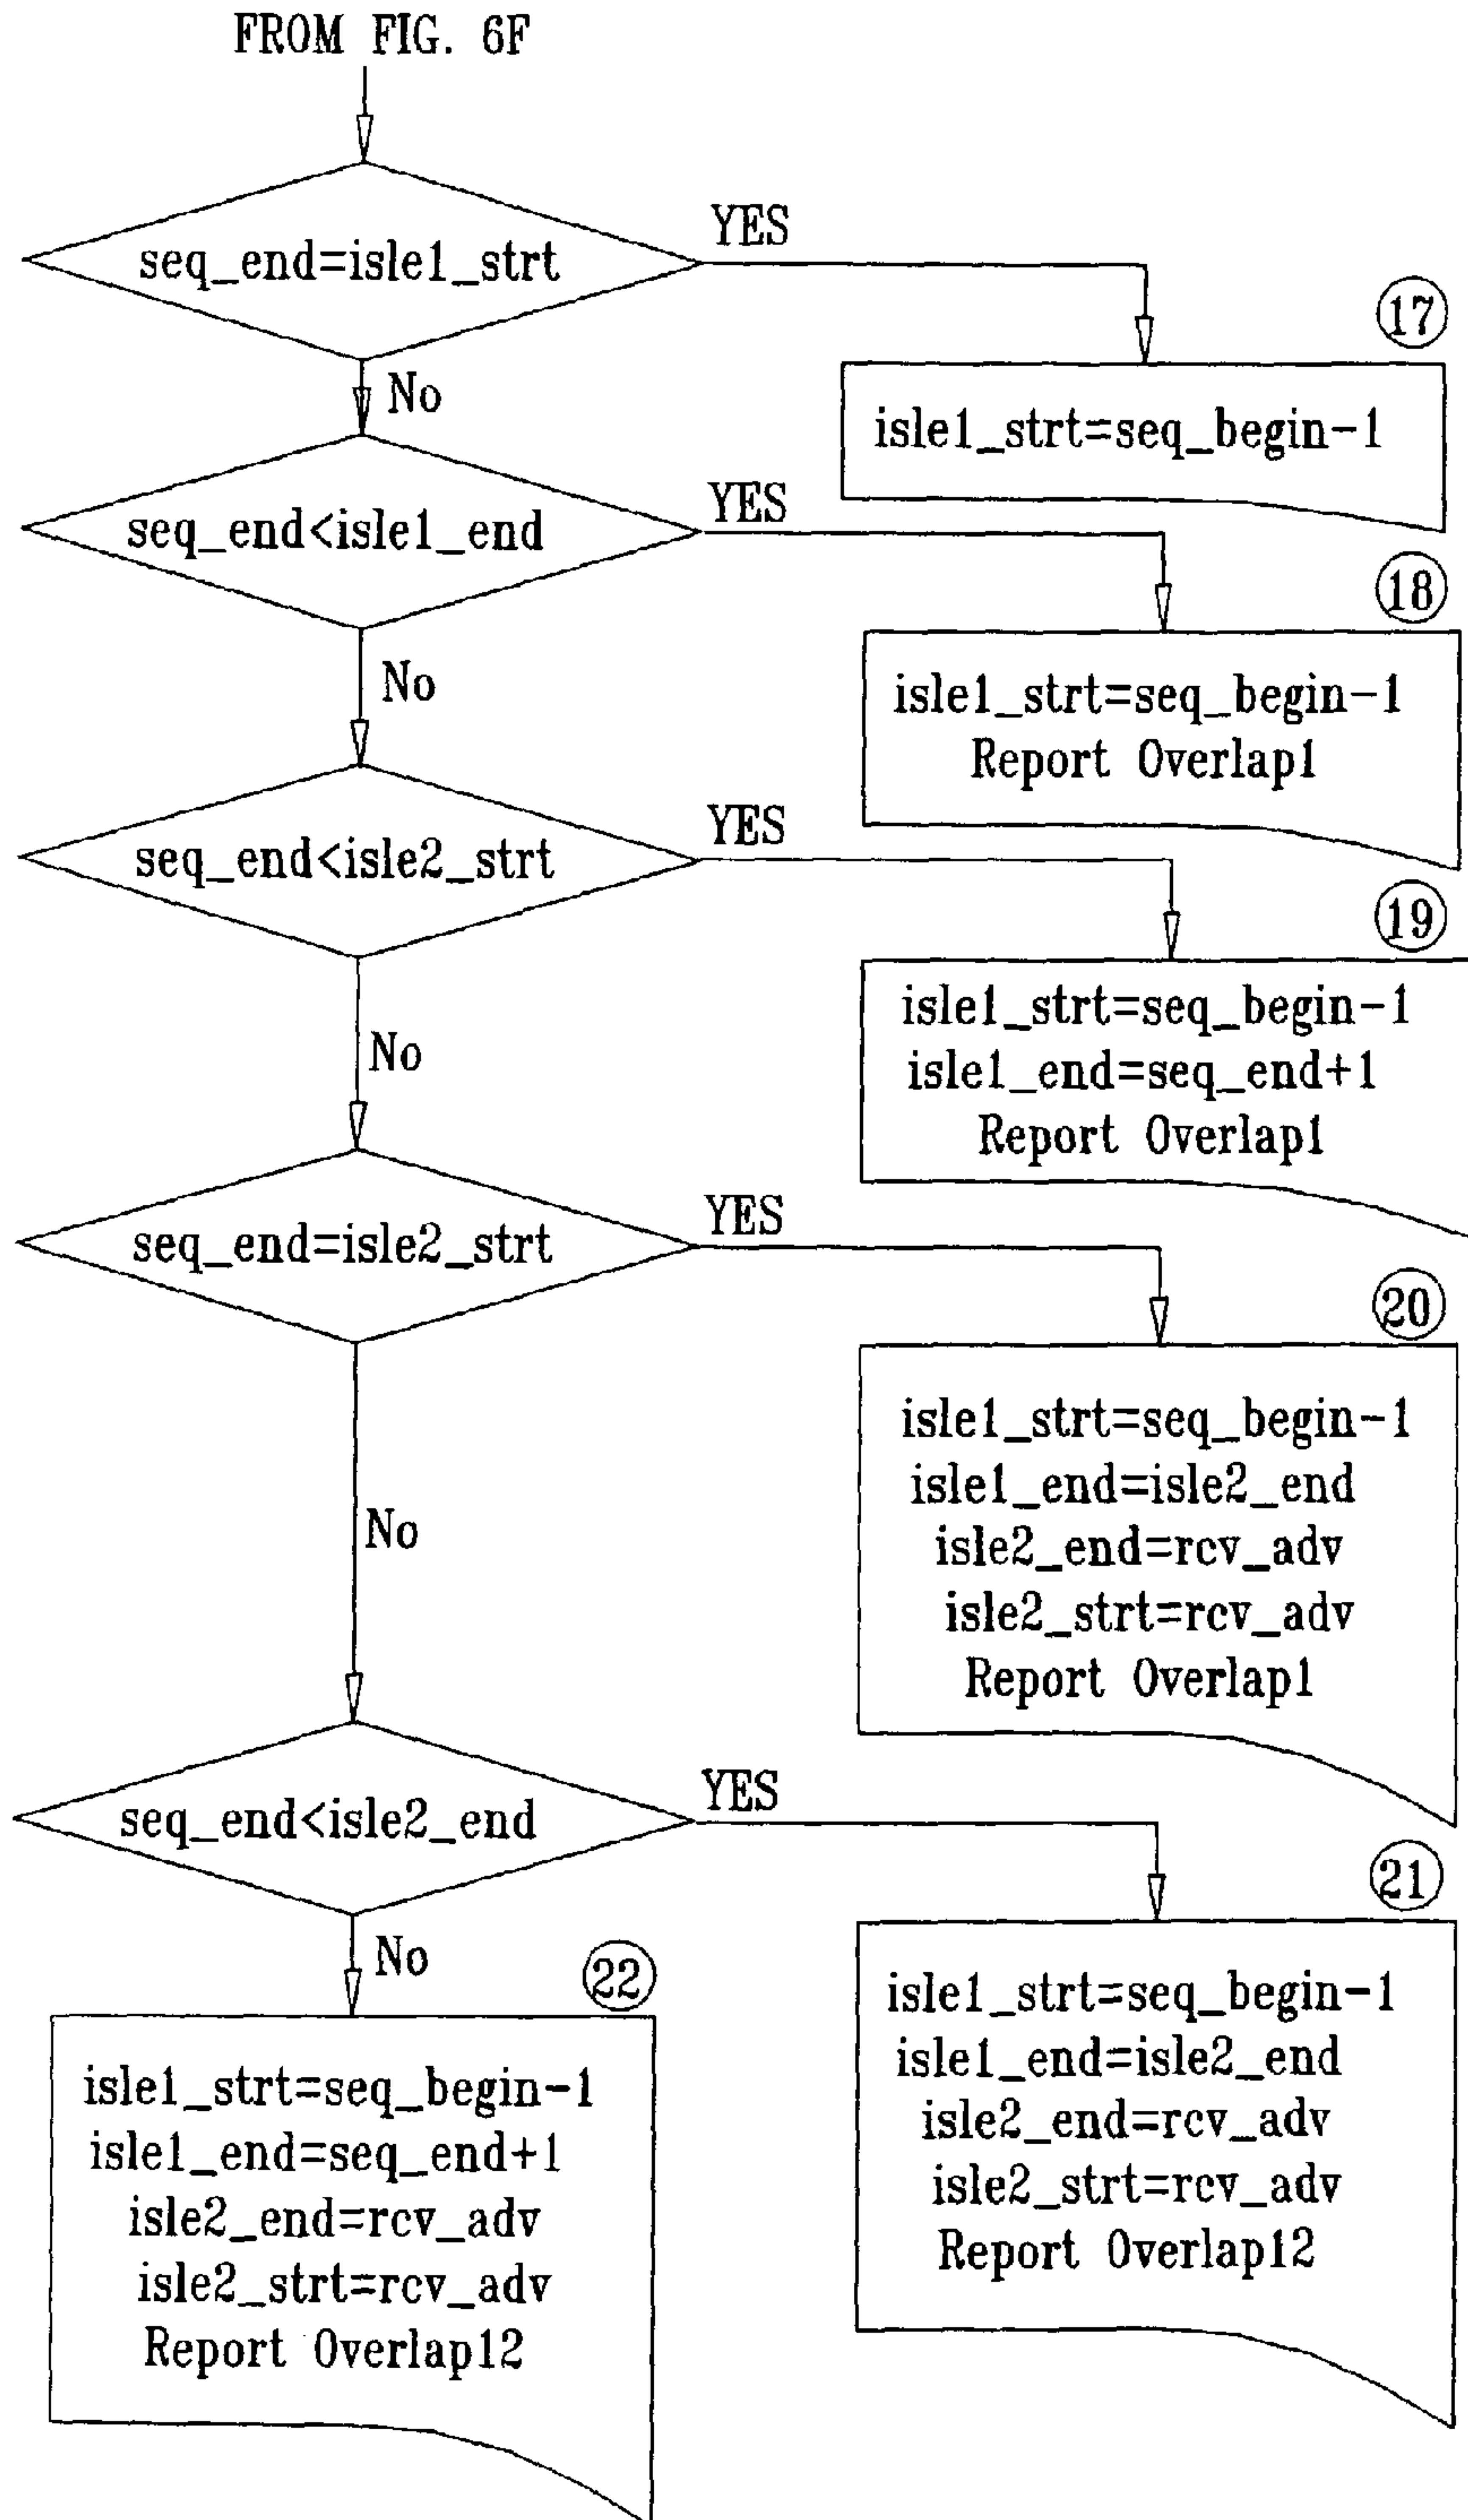 FROM FIG. 6F
seq_end=isle1_strt
YES
No
17
isle1_strt=seq_begin-1
seq_end<isle1_end
YES
No
18
isle1_strt=seq_begin-1
Report Overlap1
seq_end<isle2_strt
YES
No
19
isle1_strt=seq_begin-1
isle1_end=seq_end+1
Report Overlap1
seq_end=isle2_strt
YES
No
20
isle1_strt=seq_begin-1
isle1_end=isle2_end
isle2_end=rcv_adv
isle2_strt=rcv_adv
Report Overlap1
seq_end<isle2_end
YES
No
21
isle1_strt=seq_begin-1
isle1_end=isle2_end
isle2_end=rcv_adv
isle2_strt=rcv_adv
Report Overlap12
22
isle1_strt=seq_begin-1
isle1_end=seq_end+1
isle2_end=rcv_adv
isle2_strt=rcv_adv
Report Overlap12